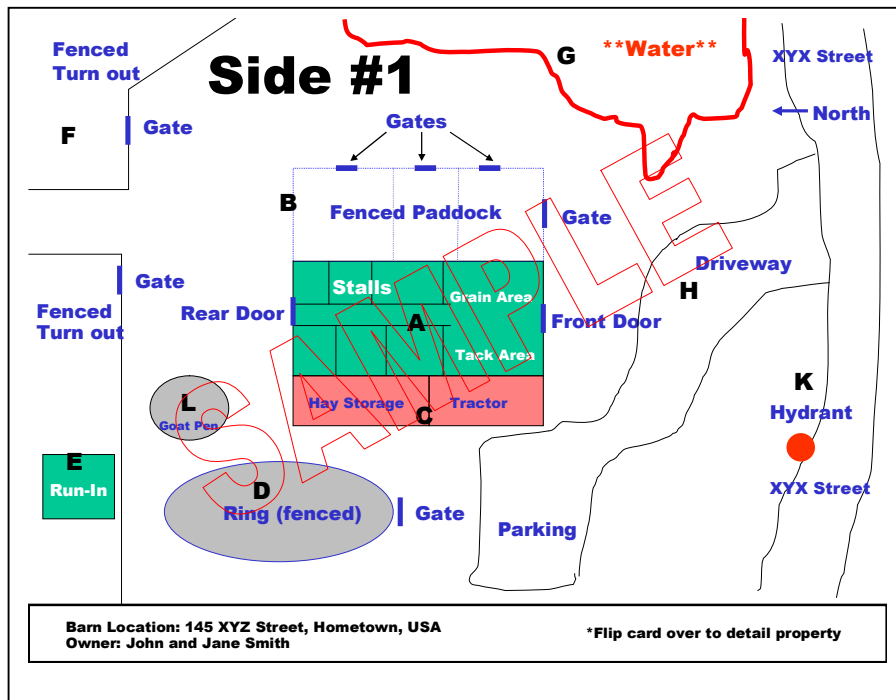 Fenced
Turn out
Side #1
G
**Water**
XYX Street
North
F
Gate
Gates
B
Fenced Paddock
Gate
Gate
Stalls
Grain Area
Driveway
H
Fenced
Turn out
Rear Door
A
Front Door
Tack Area
K
Hydrant
L
Goat Pen
Hay Storage
C
Tractor
E
Run-In
D
Ring (fenced)
Gate
Parking
XYX Street
SAMPLE
Barn Location: 145 XYZ Street, Hometown, USA
Owner: John and Jane Smith
*Flip card over to detail property